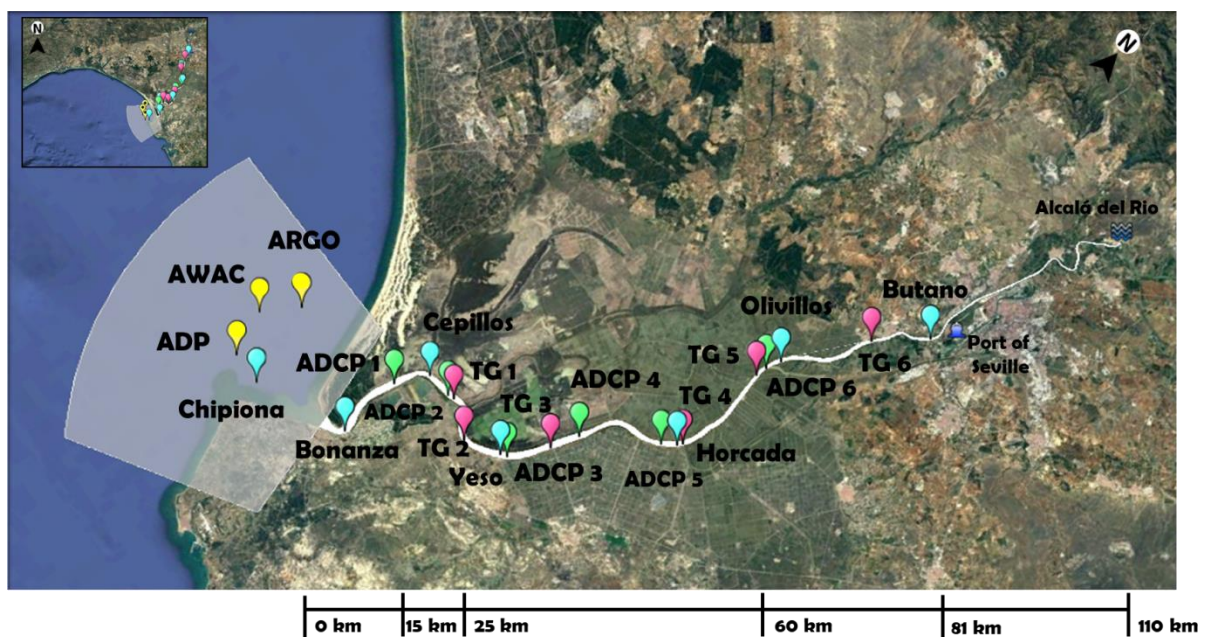 N
N
Alcaló del Rio
ARGO
AWAC
Butano
Olivillos
Cepillos
ADP
Port of
Seville
TG 5
TG 6
ADCP 1
TG 1
ADCP 4
ADCP 6
Chipiona
ADCP 2
TG 3
TG 4
Bonanza
TG 2
Horcada
Yeso
ADCP 3
ADCP 5
0 km
15 km
25 km
60 km
81 km
110 km